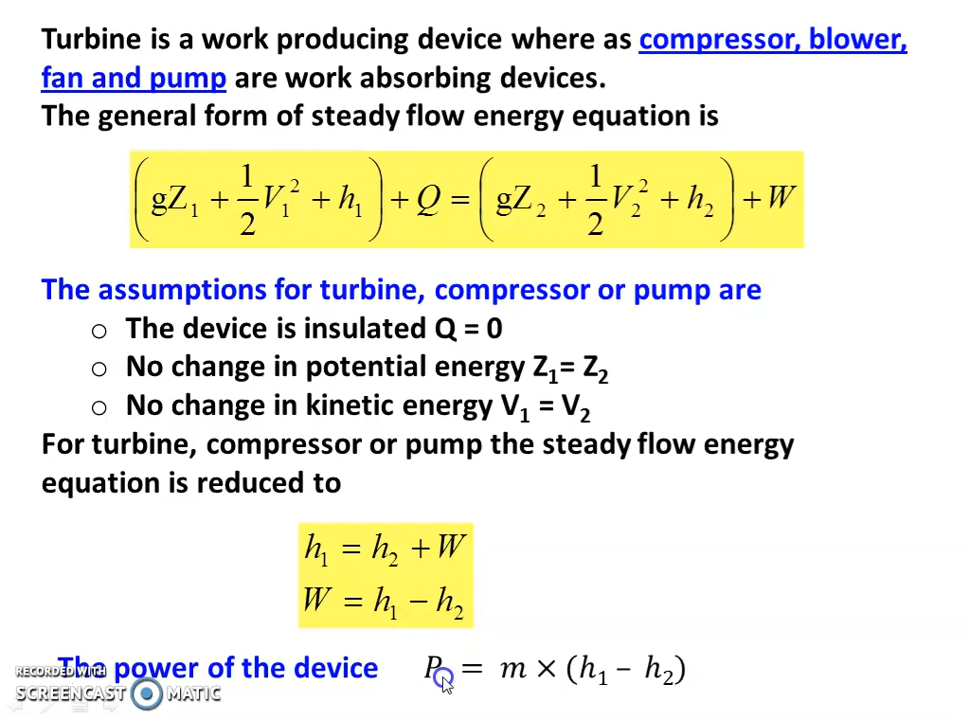 Turbine is a work producing device where as compressor, blower,
fan and pump are work absorbing devices.
The general form of steady flow energy equation is
(gZ₁ + 1/2 V₁² + h₁) + Q = (gZ₂ + 1/2 V₂² + h₂) + W
The assumptions for turbine, compressor or pump are
○ The device is insulated Q = 0
○ No change in potential energy Z₁= Z₂
○ No change in kinetic energy V₁ = V₂
For turbine, compressor or pump the steady flow energy
equation is reduced to
h₁ = h₂ + W
W = h₁ − h₂
The power of the device P = m × (h₁ – h₂)
RECORDED WITH
SCREENCAST MATIC